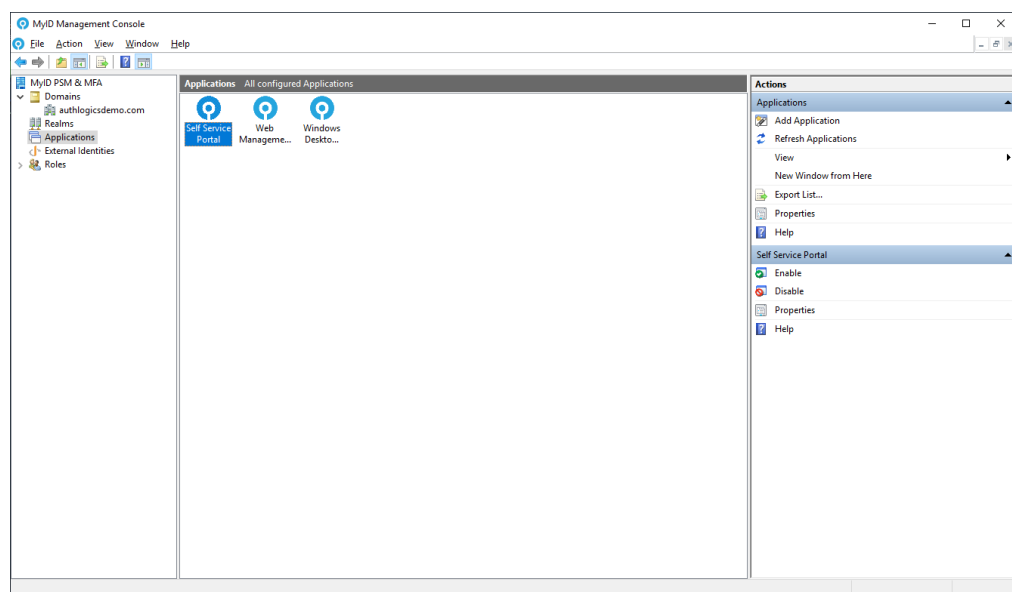 MyID Management Console
File Action View Window Help
MyID PSM & MFA
Domains
authlogicsdemo.com
Realms
Applications
External Identities
Roles
Applications All configured Applications
Self Service Portal
Web Manageme...
Windows Deskto...
Actions
Applications
Add Application
Refresh Applications
View
New Window from Here
Export List...
Properties
Help
Self Service Portal
Enable
Disable
Properties
Help